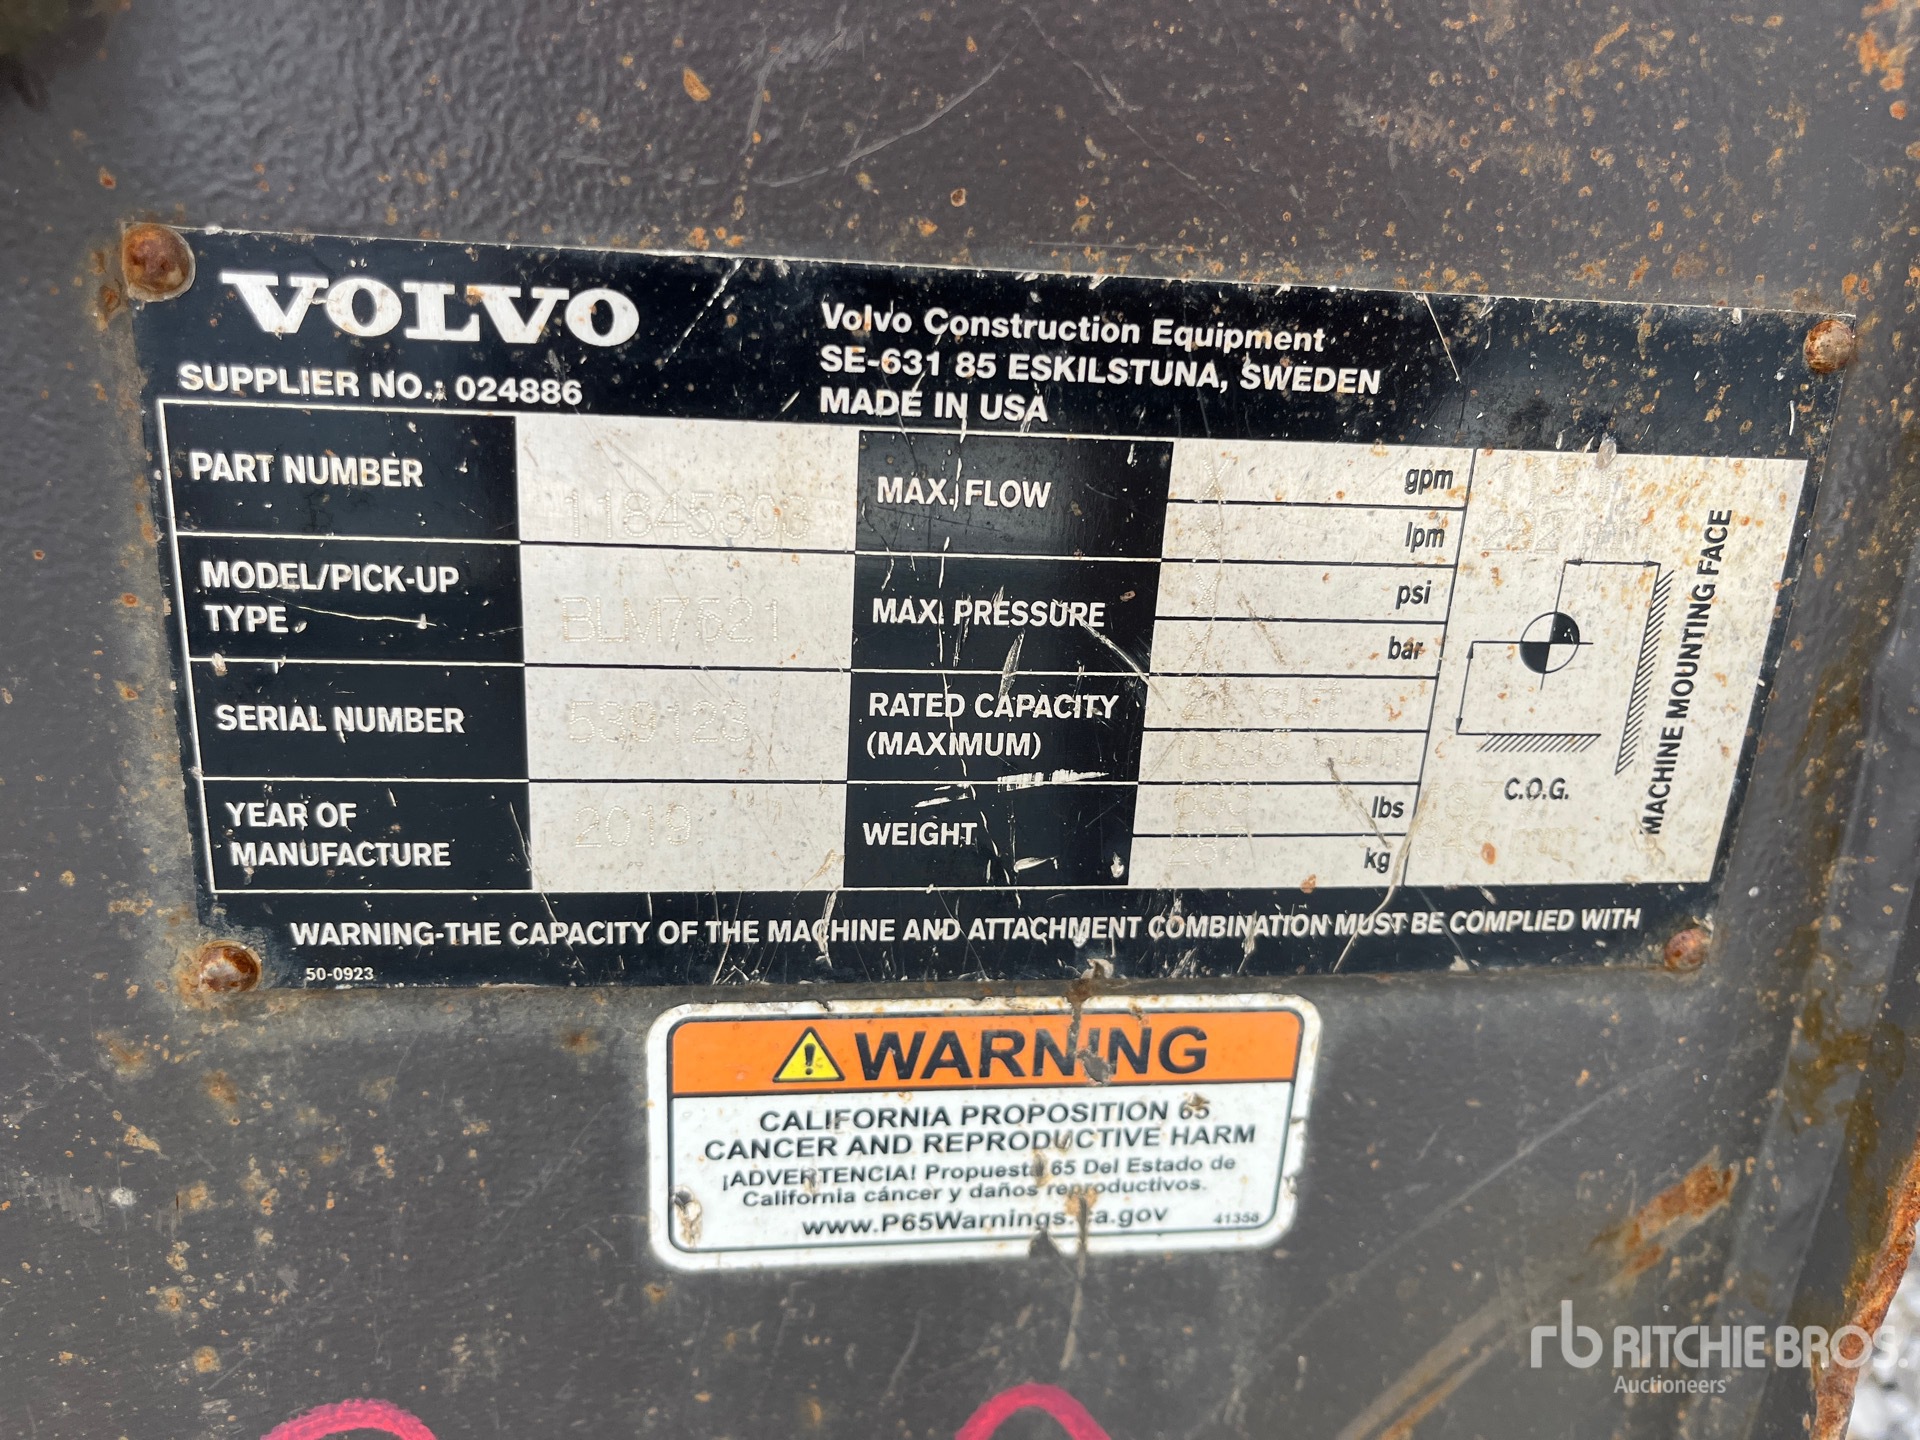 VOLVO
SUPPLIER NO.: 024886
Volvo Construction Equipment
SE-631 85 ESKILSTUNA, SWEDEN
MADE IN USA
PART NUMBER
MODEL/PICK-UP
TYPE
SERIAL NUMBER
539123
YEAR OF
MANUFACTURE
2019
MAX. FLOW
X gpm
X lpm
MAX. PRESSURE
X psi
X bar
RATED CAPACITY
(MAXIMUM)
21
WEIGHT
lbs
kg
C.O.G.
MACHINE MOUNTING FACE
WARNING-THE CAPACITY OF THE MACHINE AND ATTACHMENT COMBINATION MUST BE COMPLIED WITH
50-0923
WARNING
CALIFORNIA PROPOSITION 65
CANCER AND REPRODUCTIVE HARM
¡ADVERTENCIA! Propuesta 65 Del Estado de
California cáncer y daños reproductivos.
www.P65Warnings.ca.gov
41358
rb RITCHIE BROS.
Auctioneers